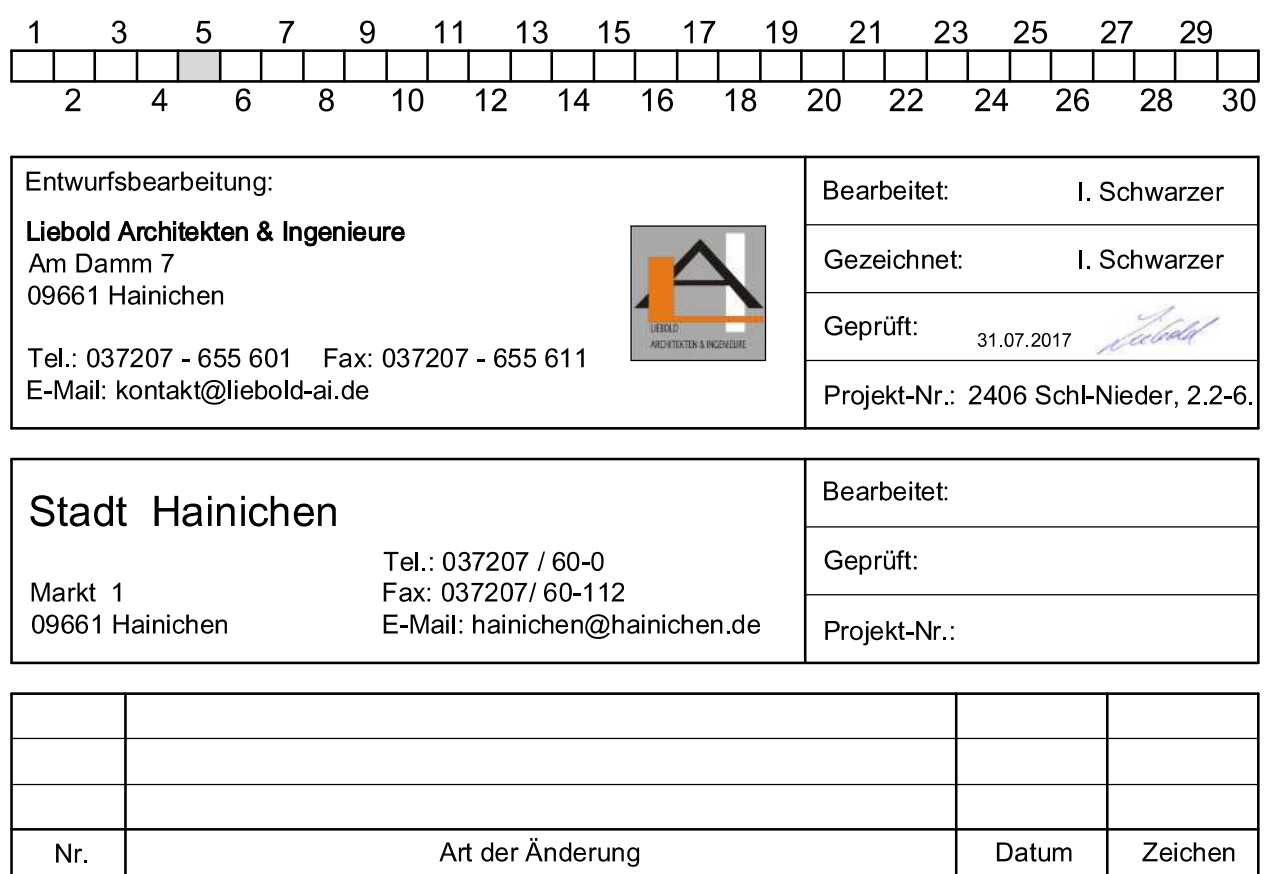 1 3 5 7 9 11 13 15 17 19 21 23 25 27 29
2 4 6 8 10 12 14 16 18 20 22 24 26 28 30
Entwurfsbearbeitung:
Liebold Architekten & Ingenieure
Am Damm 7
09661 Hainichen
Tel.: 037207 - 655 601 Fax: 037207 - 655 611
E-Mail: kontakt@liebold-ai.de
LIEBOLD
ARCHITEKTEN & INGENIEURE
Bearbeitet: I. Schwarzer
Gezeichnet: I. Schwarzer
Geprüft: 31.07.2017 Liebold
Projekt-Nr.: 2406 Schl-Nieder, 2.2-6.
Stadt Hainichen
Markt 1
09661 Hainichen
Tel.: 037207 / 60-0
Fax: 037207/ 60-112
E-Mail: hainichen@hainichen.de
Bearbeitet:
Geprüft:
Projekt-Nr.:
Nr. Art der Änderung Datum Zeichen